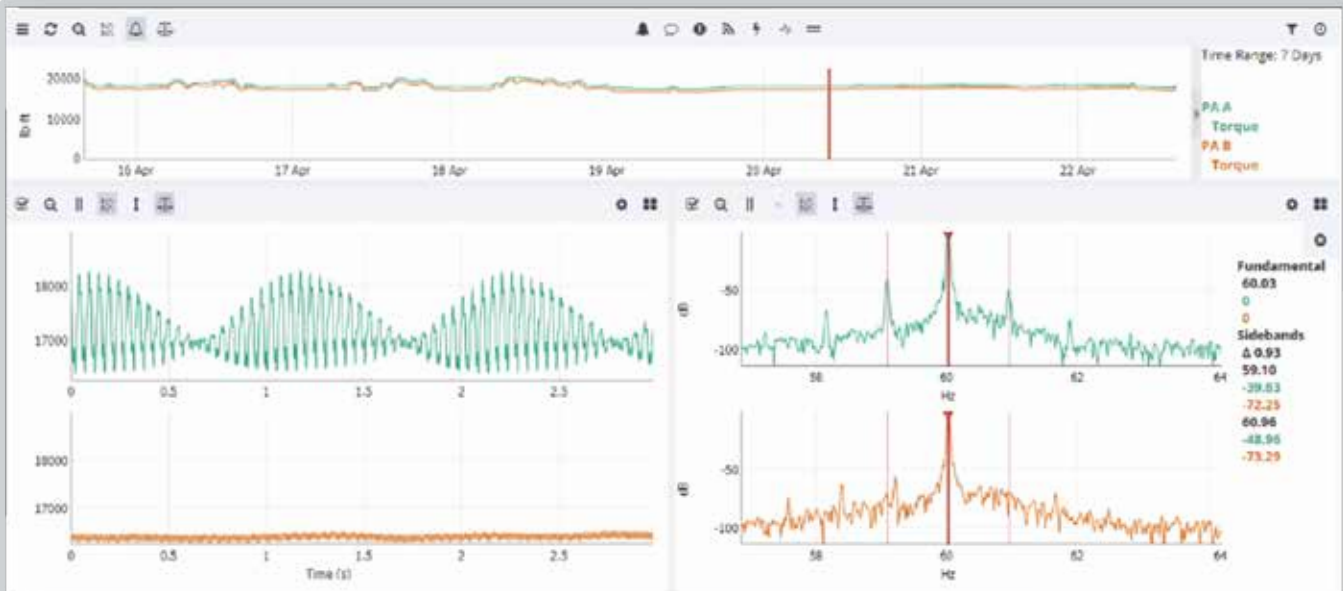 Time Range: 7 Days
20000
10000
0
lb ft
16 Apr 17 Apr 18 Apr 19 Apr 20 Apr 21 Apr 22 Apr
PA A
Torque
PA B
Torque
18000
17000
0 0.5 1 1.5 2 2.5
18000
17000
0 0.5 1 1.5 2 2.5
Time (s)
-50
-100
dB
58 60 62 64
Hz
-50
-100
dB
58 60 62 64
Hz
Fundamental
60.03
0
0
Sidebands
Δ 0.93
59.10
-39.63
-72.25
60.96
-48.96
-73.29